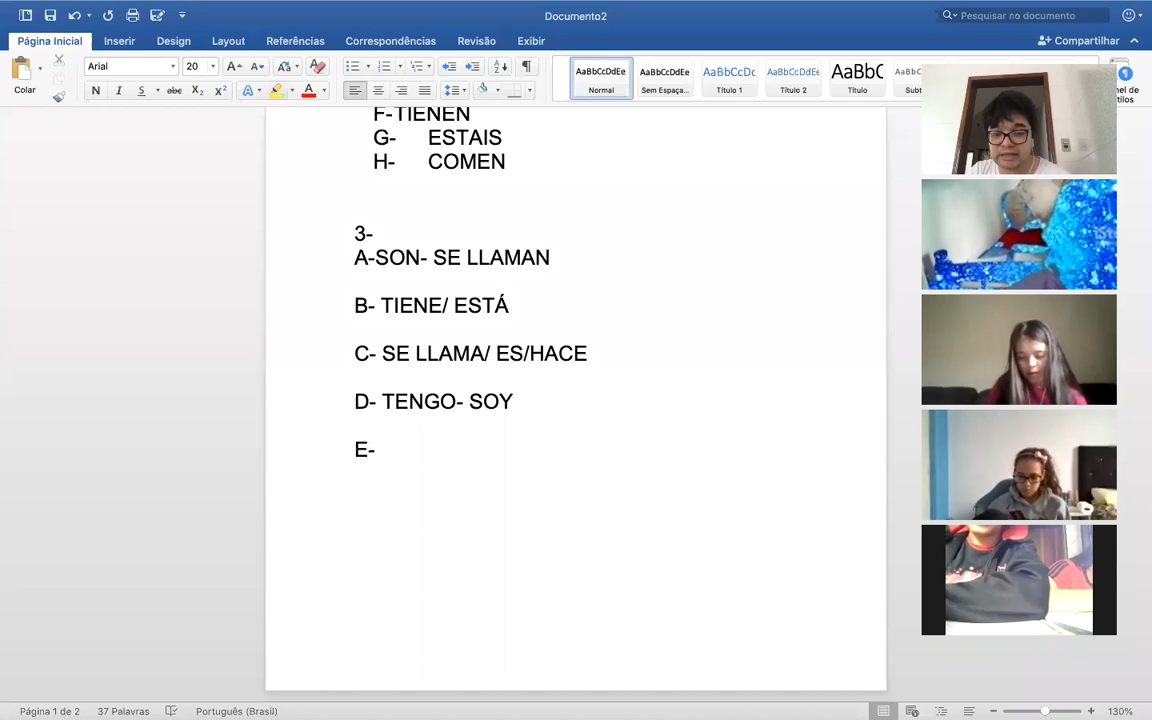 Documento2
Pesquisar no documento
Página Inicial Inserir Design Layout Referências Correspondências Revisão Exibir Compartilhar
Colar
Arial 20
AaBbCcDdEe AaBbCcDdEe AaBbCcDc AaBbCcDdEe AaBbC
Normal Sem Espaça... Título 1 Título 2 Título
F-TIENEN
G- ESTAIS
H- COMEN
3-
A-SON- SE LLAMAN
B- TIENE/ ESTÁ
C- SE LLAMA/ ES/HACE
D- TENGO- SOY
E-
Página 1 de 2 37 Palavras Português (Brasil) 130%